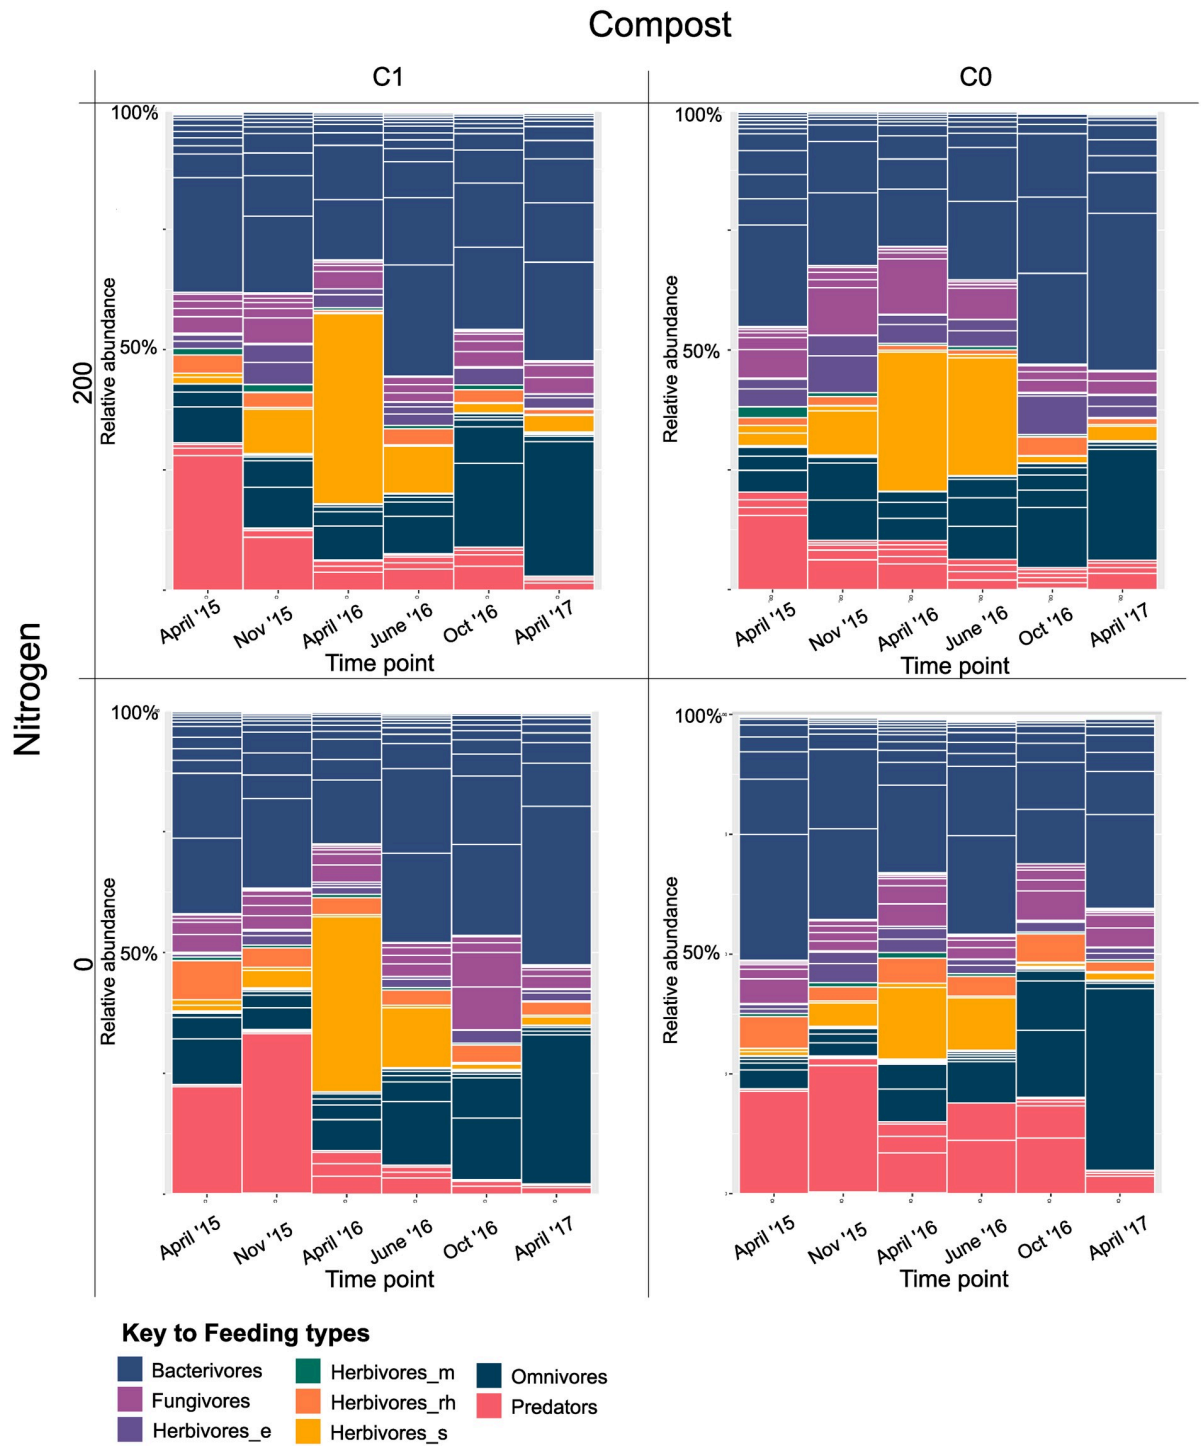 Compost
C1
C0
Nitrogen
200
100%
50%
Relative abundance
April '15
Nov '15
April '16
June '16
Oct '16
April '17
Time point
100%
50%
Relative abundance
April '15
Nov '15
April '16
June '16
Oct '16
April '17
Time point
0
100%
50%
Relative abundance
April '15
Nov '15
April '16
June '16
Oct '16
April '17
Time point
100%
50%
Relative abundance
April '15
Nov '15
April '16
June '16
Oct '16
April '17
Time point
Key to Feeding types
Bacterivores
Fungivores
Herbivores_e
Herbivores_m
Herbivores_rh
Herbivores_s
Omnivores
Predators